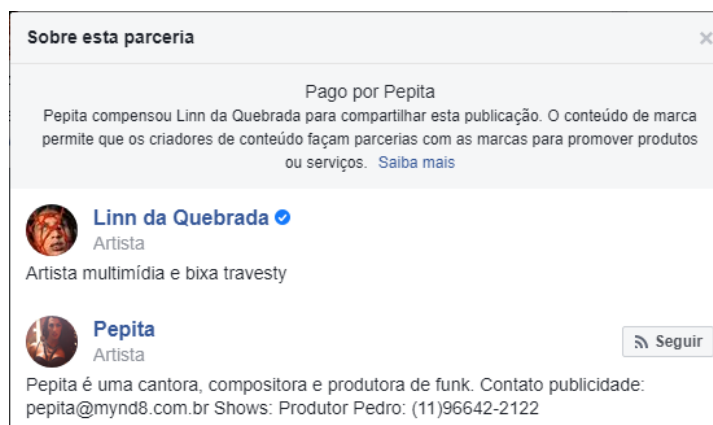 Sobre esta parceria
Pago por Pepita
Pepita compensou Linn da Quebrada para compartilhar esta publicação. O conteúdo de marca
permite que os criadores de conteúdo façam parcerias com as marcas para promover produtos
ou serviços. Saiba mais
Linn da Quebrada
Artista
Artista multimídia e bixa travesty
Pepita
Artista
Seguir
Pepita é uma cantora, compositora e produtora de funk. Contato publicidade:
pepita@mynd8.com.br Shows: Produtor Pedro: (11)96642-2122